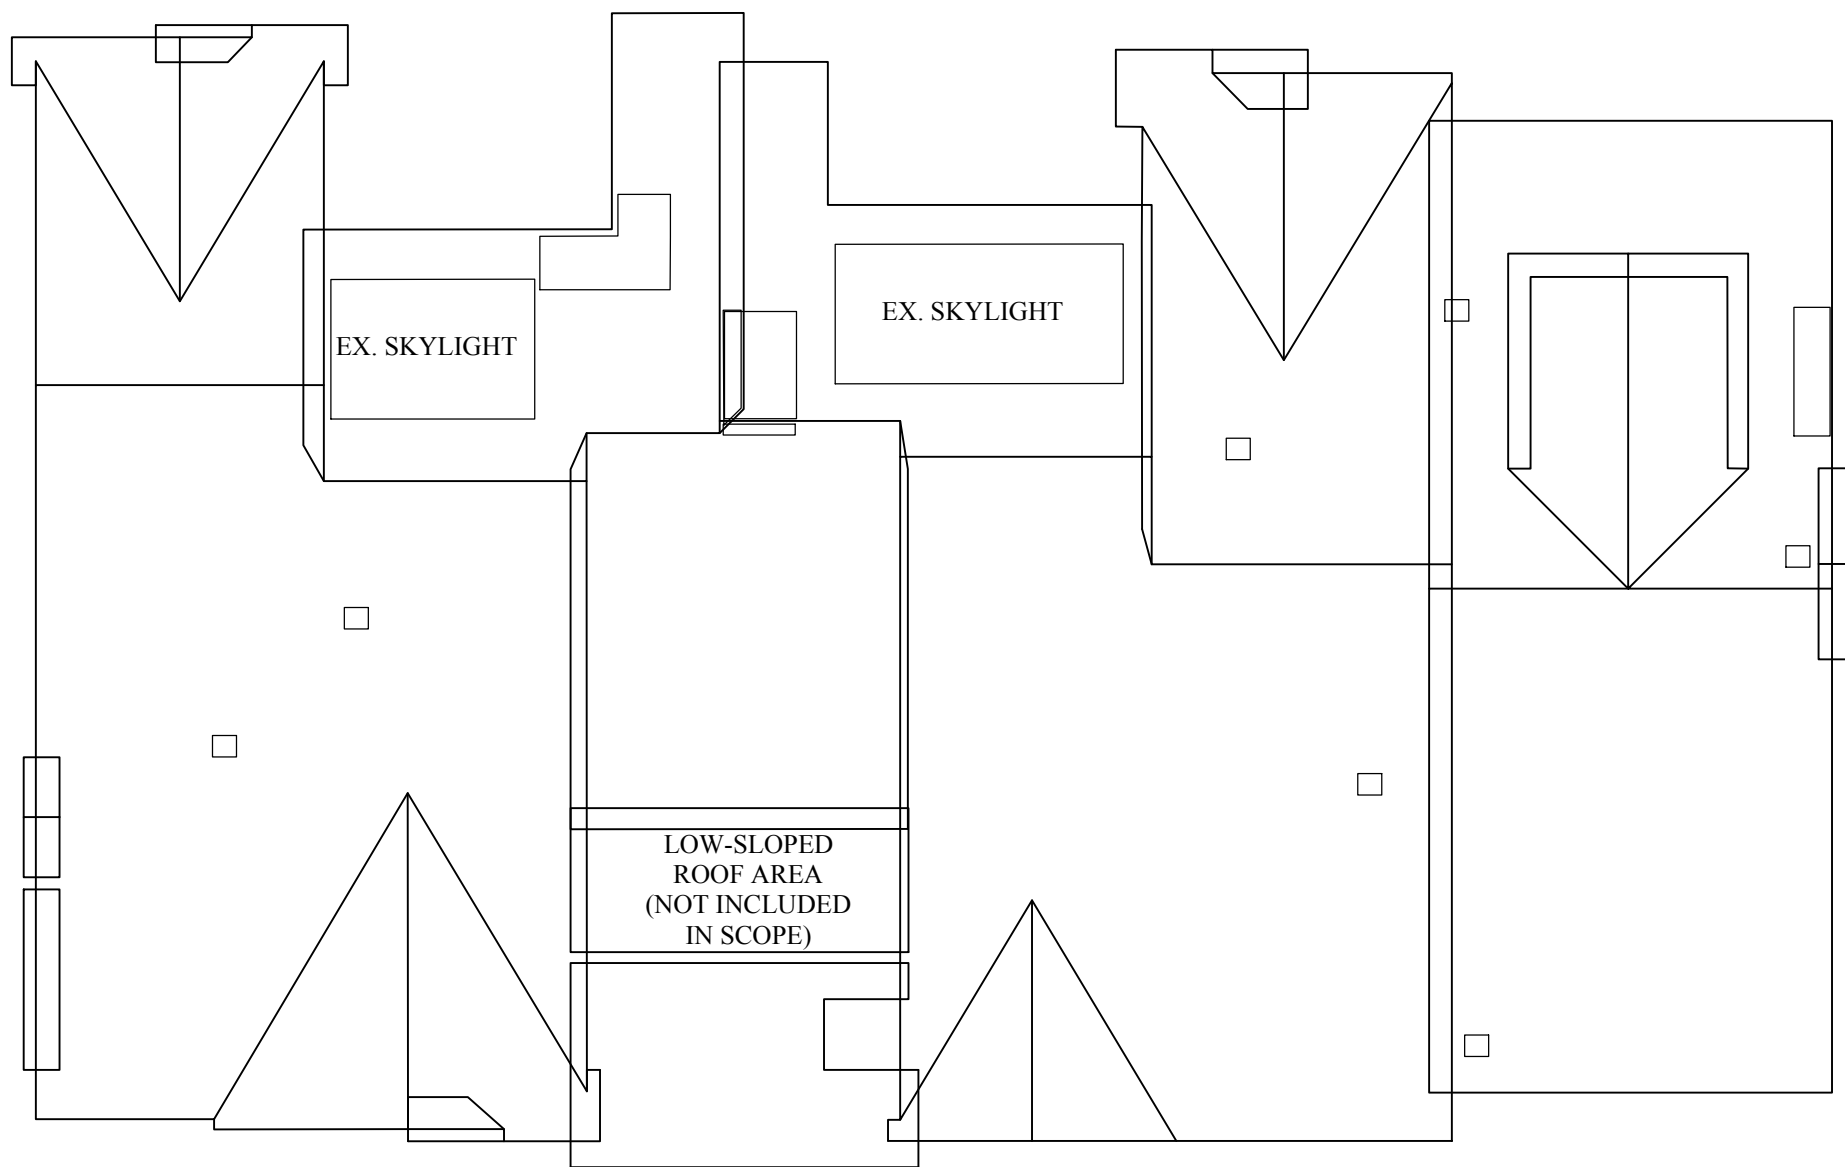 EX. SKYLIGHT
EX. SKYLIGHT
LOW-SLOPED
ROOF AREA
(NOT INCLUDED
IN SCOPE)